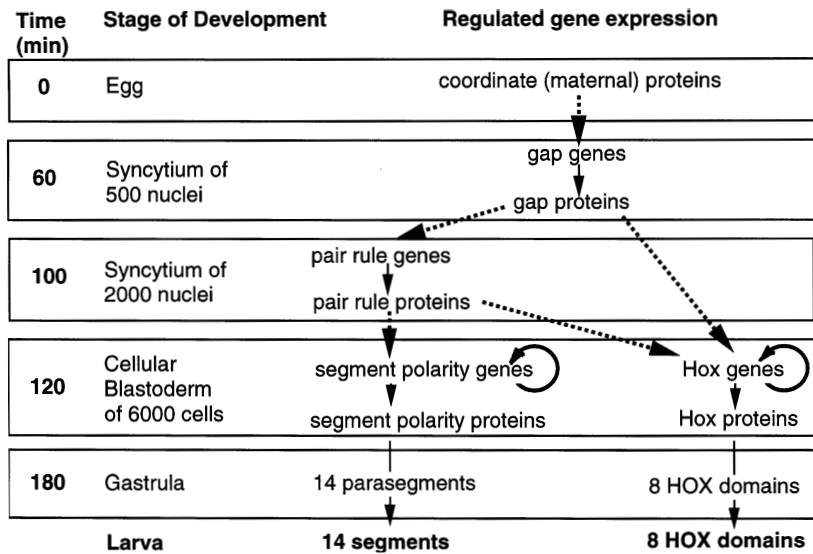 Time (min) Stage of Development Regulated gene expression
0 Egg coordinate (maternal) proteins
gap genes
60 Syncytium of
500 nuclei gap proteins
pair rule genes
100 Syncytium of
2000 nuclei pair rule proteins
120 Cellular segment polarity genes Hox genes
Blastoderm
of 6000 cells segment polarity proteins Hox proteins
180 Gastrula 14 parasegments 8 HOX domains
Larva 14 segments 8 HOX domains